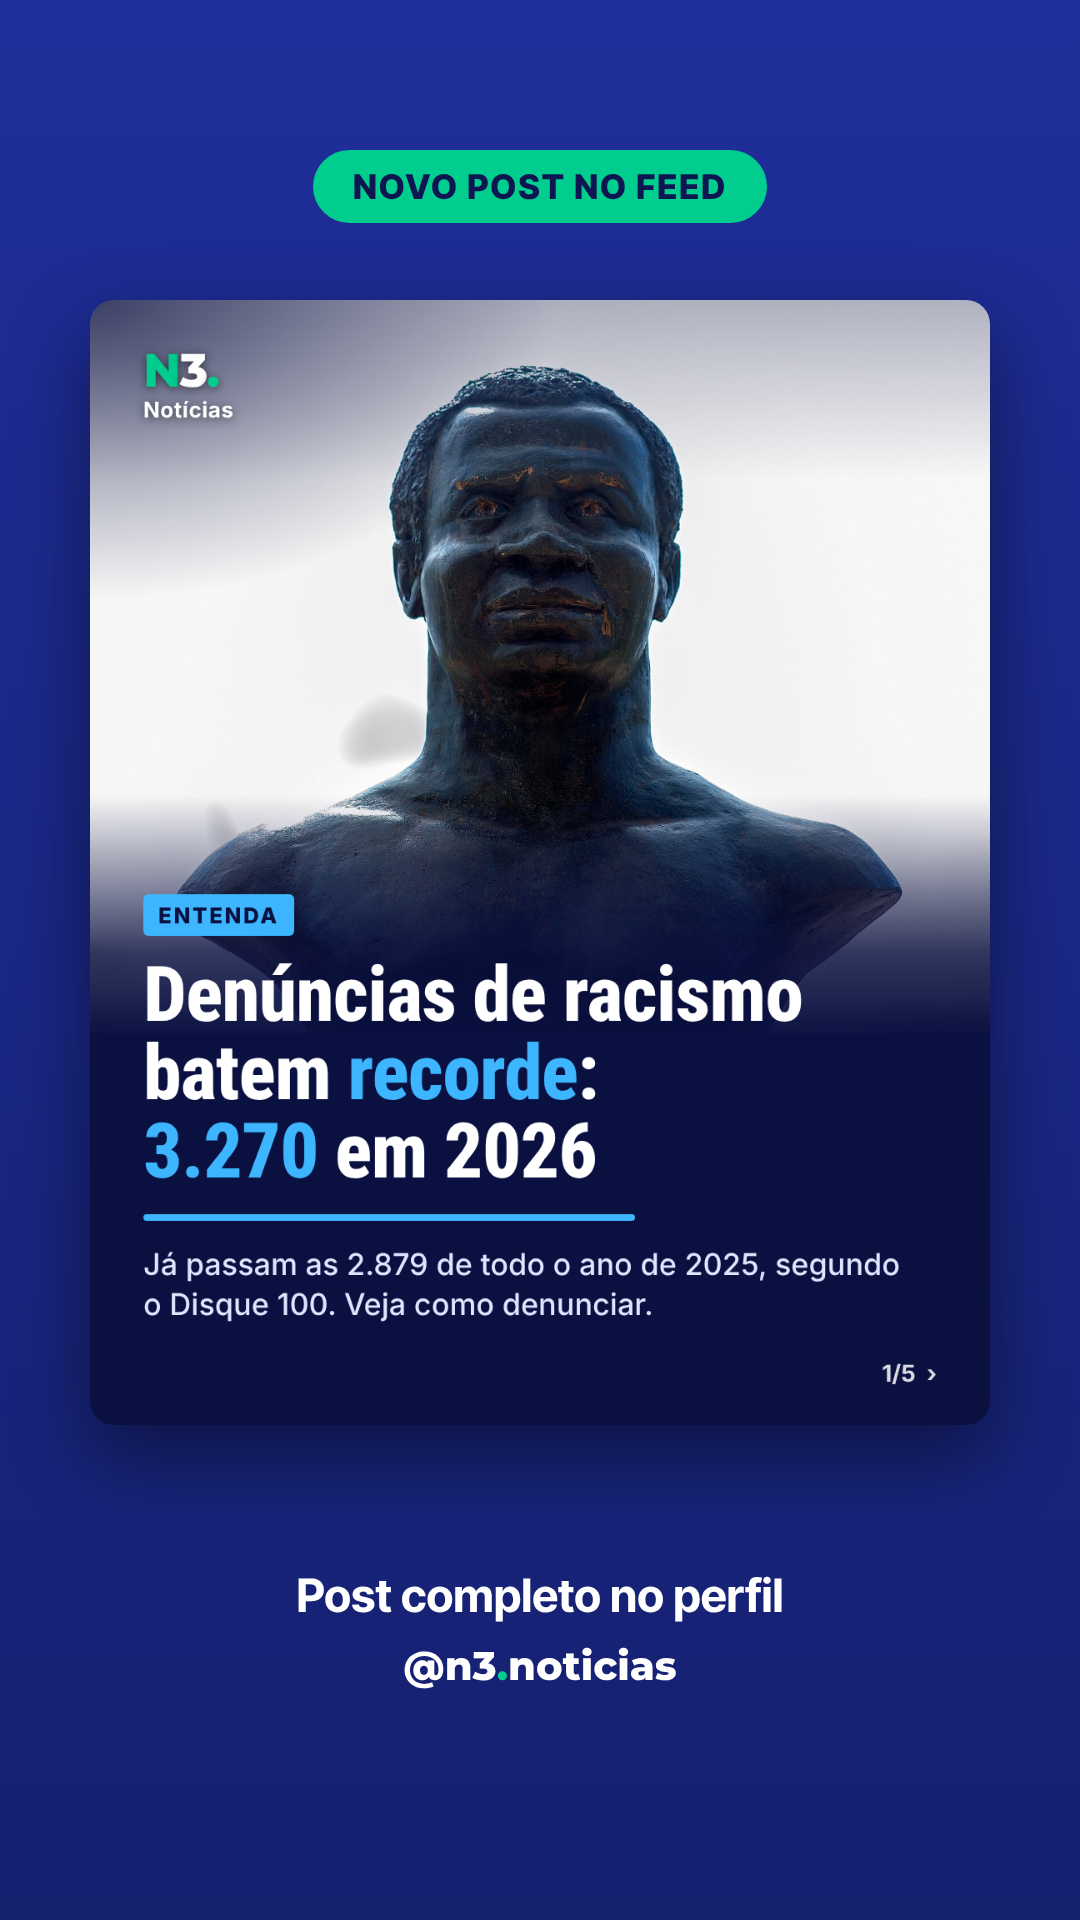 NOVO POST NO FEED
N3.
Notícias
ENTENDA
Denúncias de racismo
batem recorde:
3.270 em 2026
Já passam as 2.879 de todo o ano de 2025, segundo
o Disque 100. Veja como denunciar.
1/5 ›
Post completo no perfil
@n3.noticias